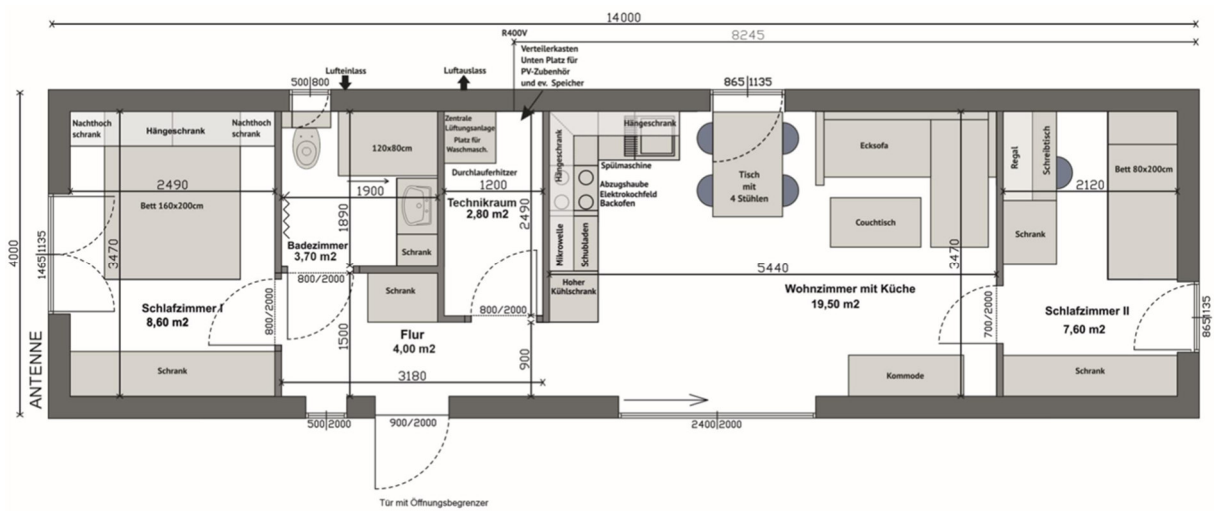 14000
8245
R400V
Verteilerkasten
Unten Platz für
PV-Zubenhör
und ev. Speicher
Lufteinlass
Luftauslass
500|800
865|1135
Nachthoch
schrank
Hängeschrank
Nachthoch
schrank
2490
Bett 160x200cm
3470
4000
1465|1135
Schlafzimmer I
8,60 m2
800/2000
Schrank
ANTENNE
120x80cm
1900
1890
Badezimmer
3,70 m2
Schrank
800/2000
Zentrale
Lüftungsanlage
Platz für
Waschmasch.
Durchlauferhitzer
1200
Technikraum
2,80 m2
2490
800/2000
Schrank
Flur
4,00 m2
1500
900
3180
500|2000
900/2000
Tür mit Öffnungsbegrenzer
Hängeschrank
Hängeschrank
Spülmaschine
Abzugshaube
Elektrokochfeld
Backofen
Mikrowelle
Schubladen
Hoher
Kühlschrank
Tisch
mit
4 Stühlen
Ecksofa
Couchtisch
5440
3470
Wohnzimmer mit Küche
19,50 m2
700/2000
Kommode
2400|2000
Regal
Schreibtisch
Bett 80x200cm
2120
Schrank
Schlafzimmer II
7,60 m2
865|1135
Schrank